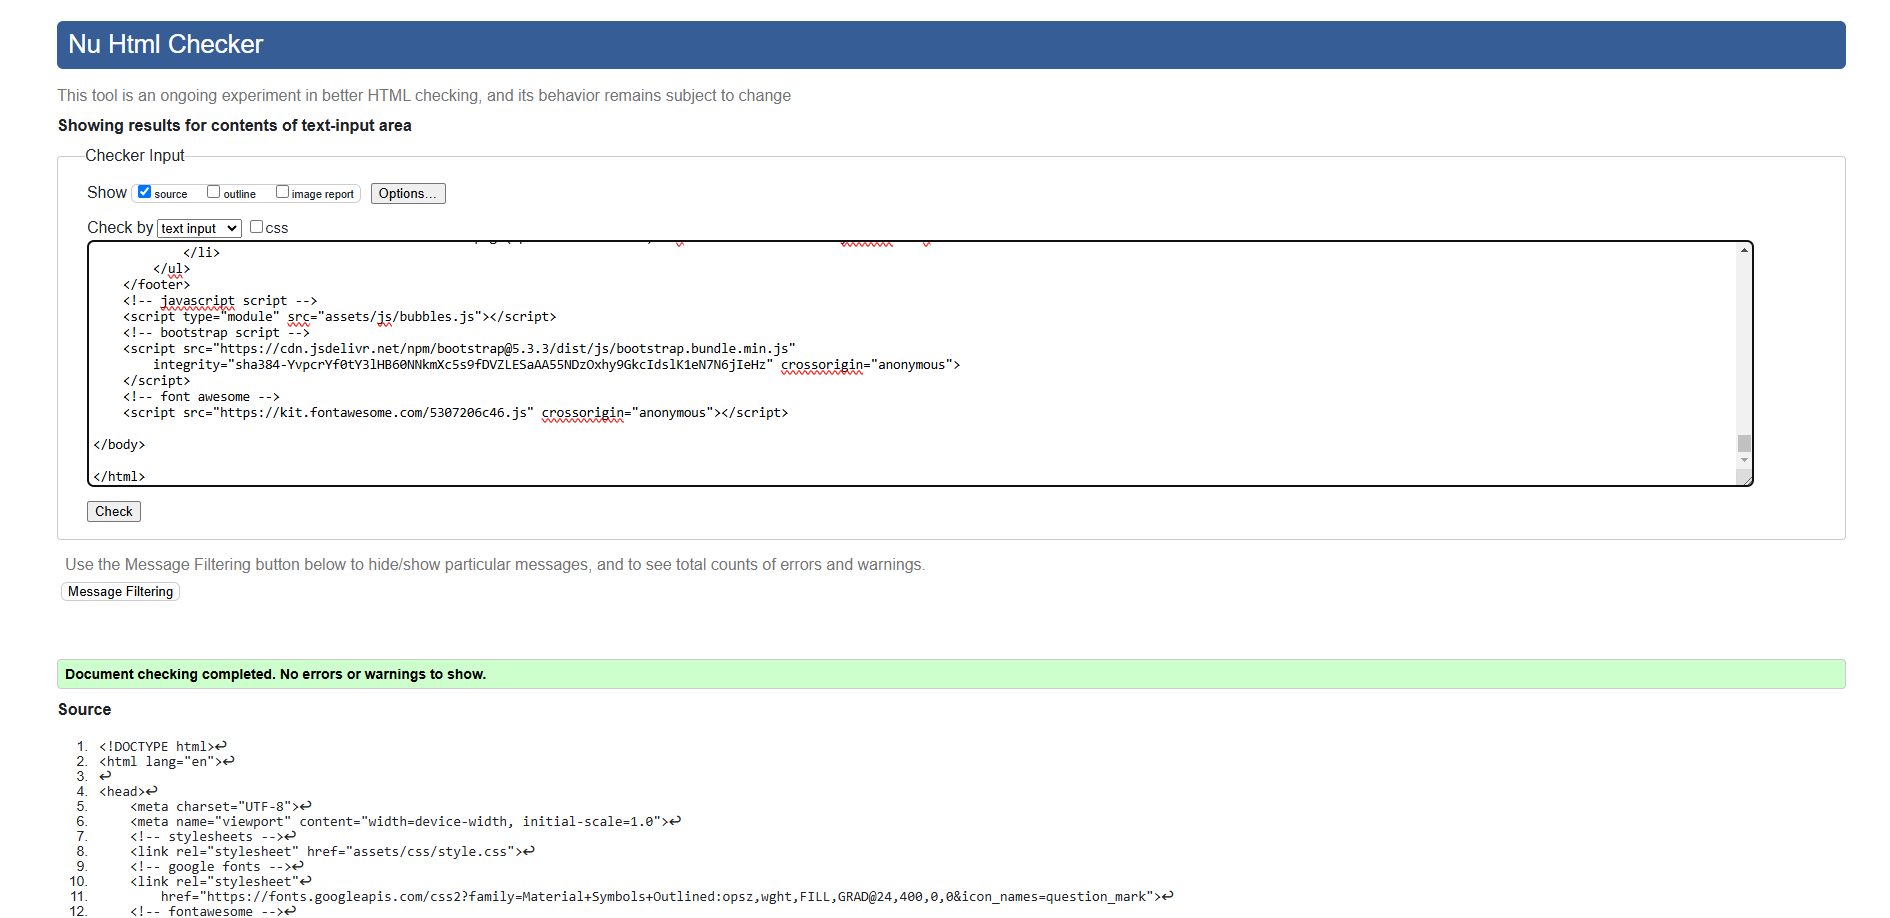 Nu Html Checker
This tool is an ongoing experiment in better HTML checking, and its behavior remains subject to change
Showing results for contents of text-input area
Checker Input
Show source outline image report Options...
Check by text input css
</li>
</ul>
</footer>
<!-- javascript script -->
<script type="module" src="assets/js/bubbles.js"></script>
<!-- bootstrap script -->
<script src="https://cdn.jsdelivr.net/npm/bootstrap@5.3.3/dist/js/bootstrap.bundle.min.js"
integrity="sha384-YvpcrYf0tY3lHB60NNkmXc5s9fDVZLESaAA55NDzOxhy9GkcIdslK1eN7N6jIeHz" crossorigin="anonymous">
</script>
<!-- font awesome -->
<script src="https://kit.fontawesome.com/5307206c46.js" crossorigin="anonymous"></script>
</body>
</html>
Check
Use the Message Filtering button below to hide/show particular messages, and to see total counts of errors and warnings.
Message Filtering
Document checking completed. No errors or warnings to show.
Source
1. <!DOCTYPE html>↩
2. <html lang="en">↩
3. ↩
4. <head>↩
5. <meta charset="UTF-8">↩
6. <meta name="viewport" content="width=device-width, initial-scale=1.0">↩
7. <!-- stylesheets -->↩
8. <link rel="stylesheet" href="assets/css/style.css">↩
9. <!-- google fonts -->↩
10. <link rel="stylesheet"↩
11. href="https://fonts.googleapis.com/css2?family=Material+Symbols+Outlined:opsz,wght,FILL,GRAD@24,400,0,0&icon_names=question_mark">↩
12. <!-- fontawesome -->↩